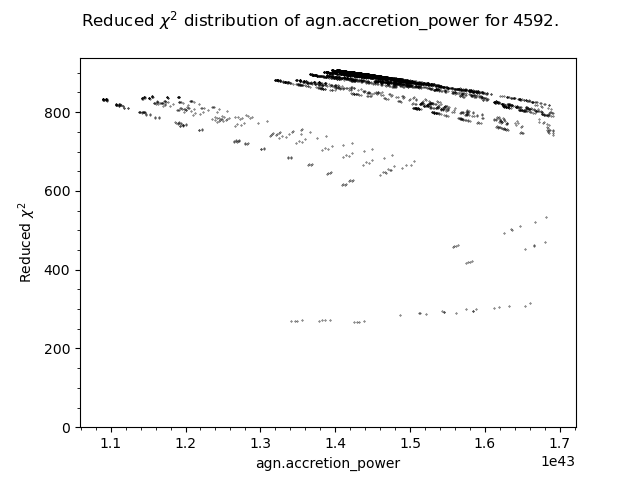 Reduced χ² distribution of agn.accretion_power for 4592.
800
600
400
200
0
Reduced χ²
1.1 1.2 1.3 1.4 1.5 1.6 1.7
1e43
agn.accretion_power